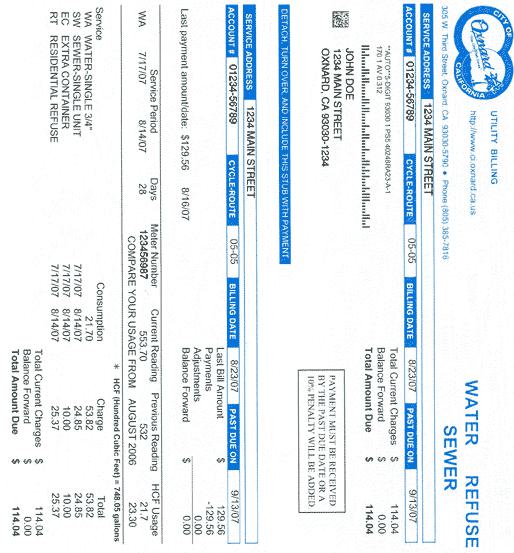 CITY OF
Oxnard
CALIFORNIA
UTILITY BILLING
http://www.ci.oxnard.ca.us
305 W. Third Street, Oxnard CA 93030-5790 • Phone (805) 385-7816
WATER REFUSE
SEWER
SERVICE ADDRESS 1234 MAIN STREET
ACCOUNT # 01234-56789 CYCLE-ROUTE 05-05 BILLING DATE 8/23/07 PAST DUE ON 9/13/07
Total Current Charges $ 114.04
Balance Forward 0.00
Total Amount Due $ 114.04
JOHN DOE
1234 MAIN STREET
OXNARD, CA 93030-1234
PAYMENT MUST BE RECEIVED
BY THE PAST DUE DATE OR A
10% PENALTY WILL BE ADDED
DETACH, TURN OVER, AND INCLUDE THIS STUB WITH PAYMENT
SERVICE ADDRESS 1234 MAIN STREET
ACCOUNT # 01234-56789 CYCLE-ROUTE 05-05 BILLING DATE 8/23/07 PAST DUE ON 9/13/07
Last Bill Amount $ 129.56
Payments -129.56
Adjustments 0.00
Last payment amount/date: $129.56 8/16/07 Balance Forward $ 0.00
Service Period Days Meter Number Current Reading Previous Reading HCF Usage
WA 7/17/07 8/14/07 28 123456987 553.70 532 21.7
COMPARE YOUR USAGE FROM AUGUST 2006 23.30
* HCF (Hundred Cubic Feet) = 748.05 gallons
Service Consumption Charge Total
WA WATER-SINGLE 3/4" 21.70 53.82 53.82
SW SEWER-SINGLE UNIT 7/17/07 8/14/07 24.85 24.85
EC EXTRA CONTAINER 7/17/07 8/14/07 10.00 10.00
RT RESIDENTIAL REFUSE 7/17/07 8/14/07 25.37 25.37
Total Current Charges $ 114.04
Balance Forward 0.00
Total Amount Due $ 114.04